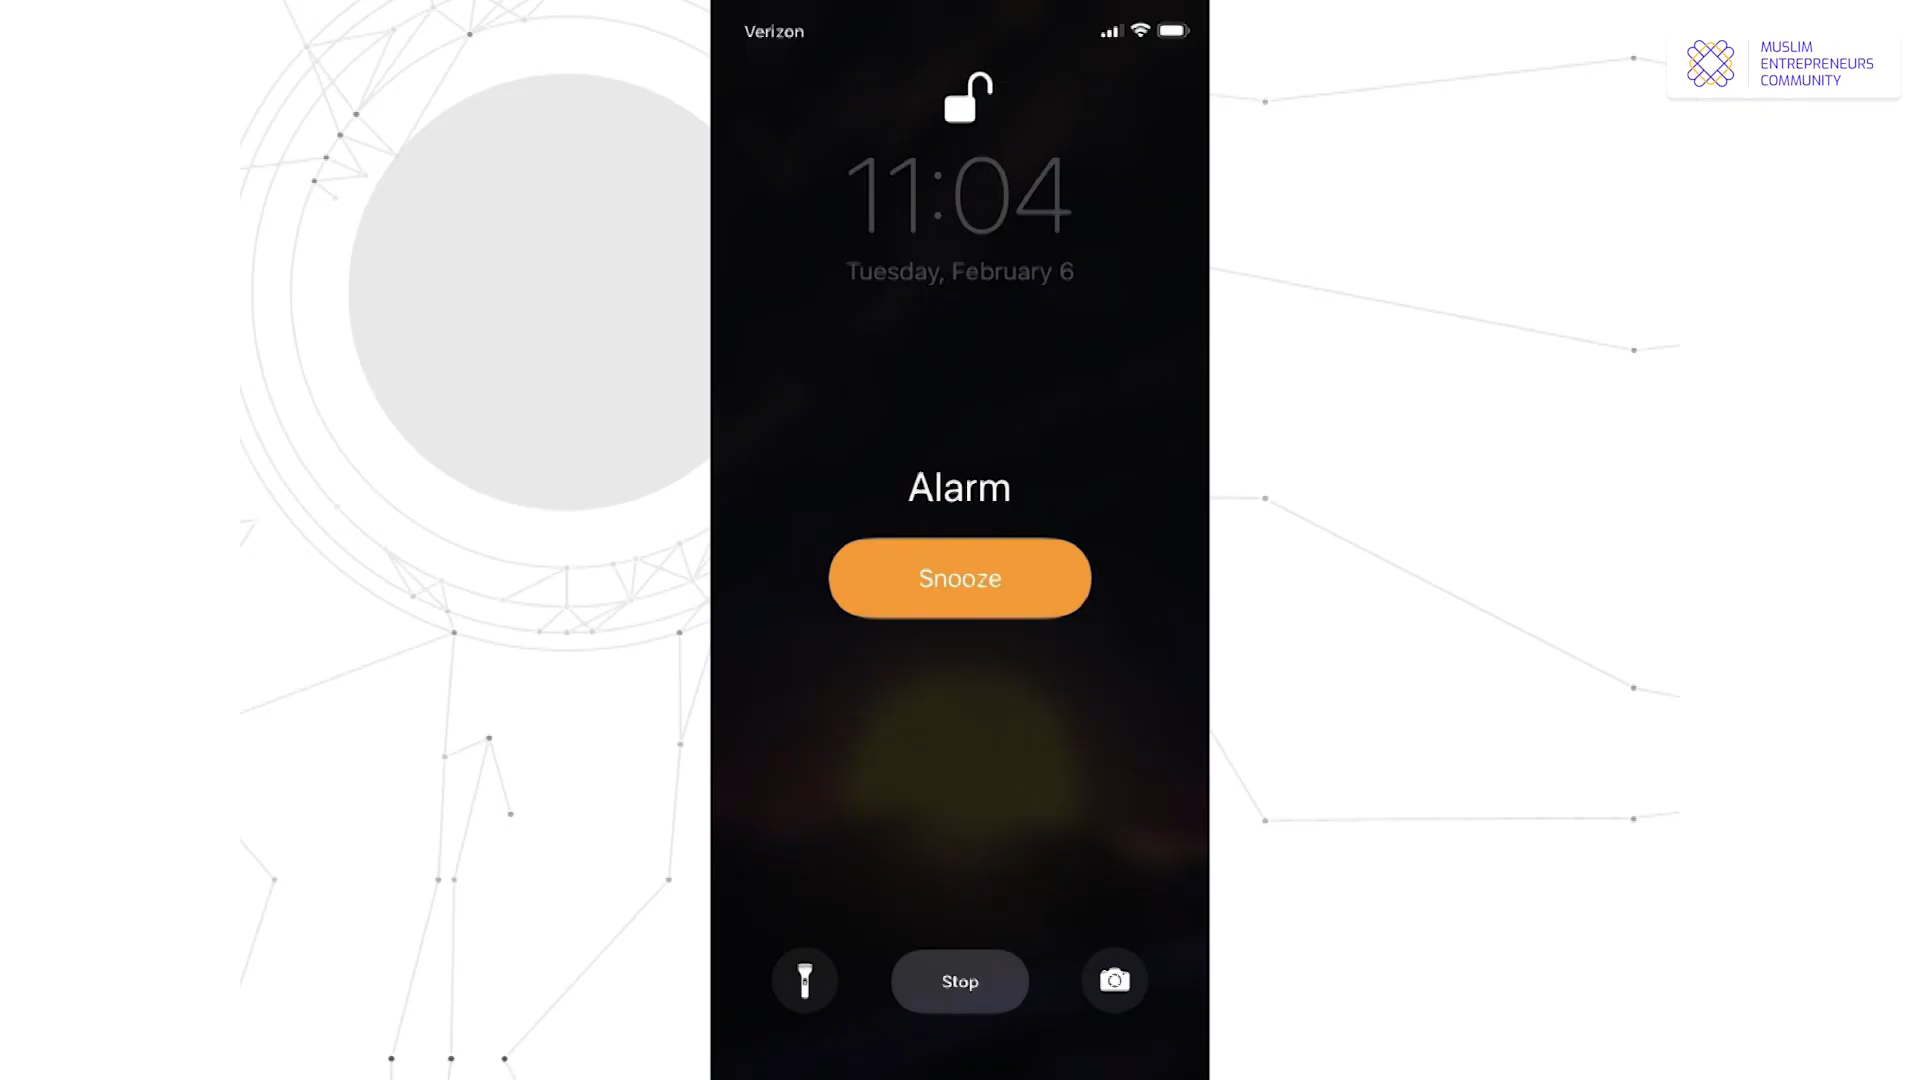 Verizon
MUSLIM
ENTREPRENEURS
COMMUNITY
11:04
Tuesday, February 6
Alarm
Snooze
Stop